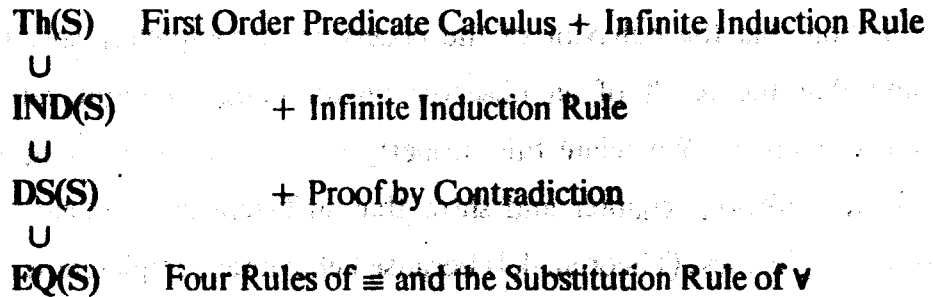 Th(S) First Order Predicate Calculus + Infinite Induction Rule
∪
IND(S) + Infinite Induction Rule
∪
DS(S) + Proof by Contradiction
∪
EQ(S) Four Rules of ≡ and the Substitution Rule of ∀